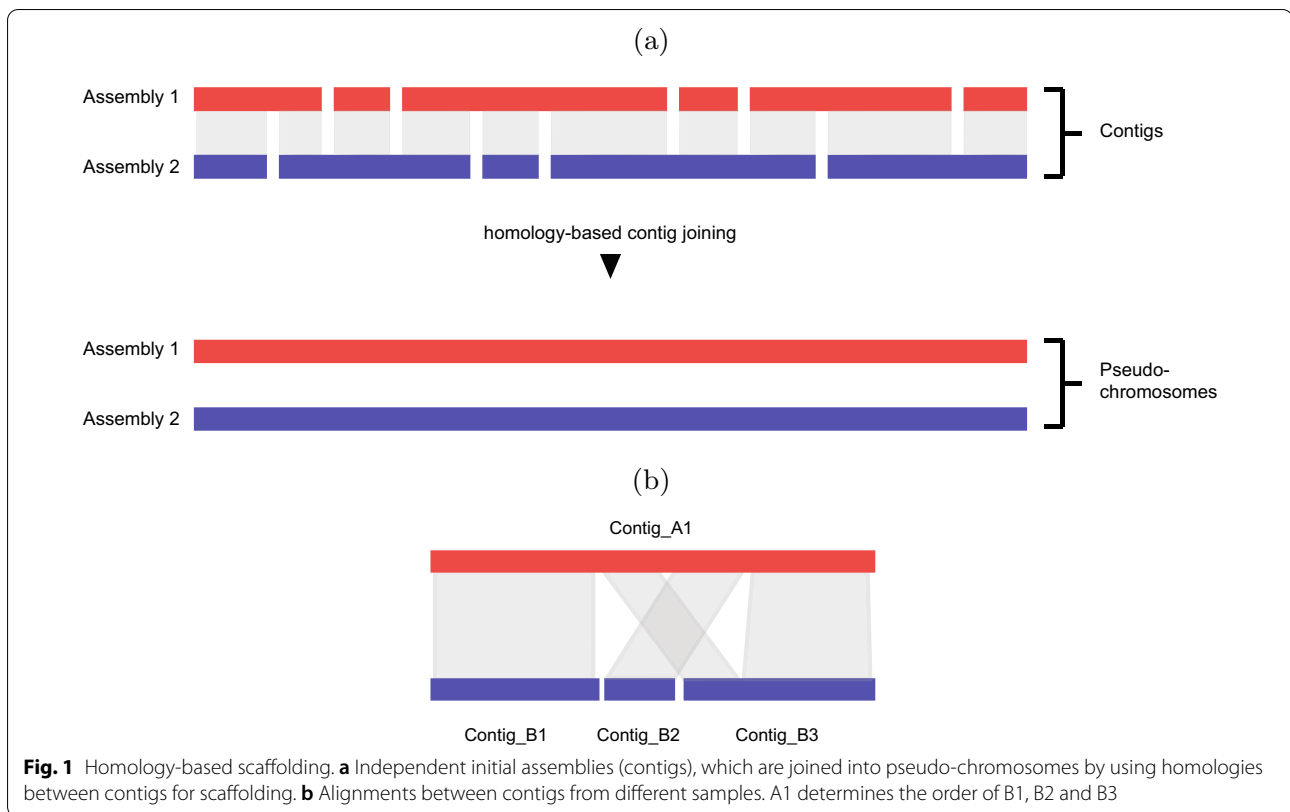 (a)
Assembly 1
Contigs
Assembly 2
homology-based contig joining
Assembly 1
Pseudo-
chromosomes
Assembly 2
(b)
Contig_A1
Contig_B1 Contig_B2 Contig_B3
Fig. 1 Homology-based scaffolding. a Independent initial assemblies (contigs), which are joined into pseudo-chromosomes by using homologies
between contigs for scaffolding. b Alignments between contigs from different samples. A1 determines the order of B1, B2 and B3